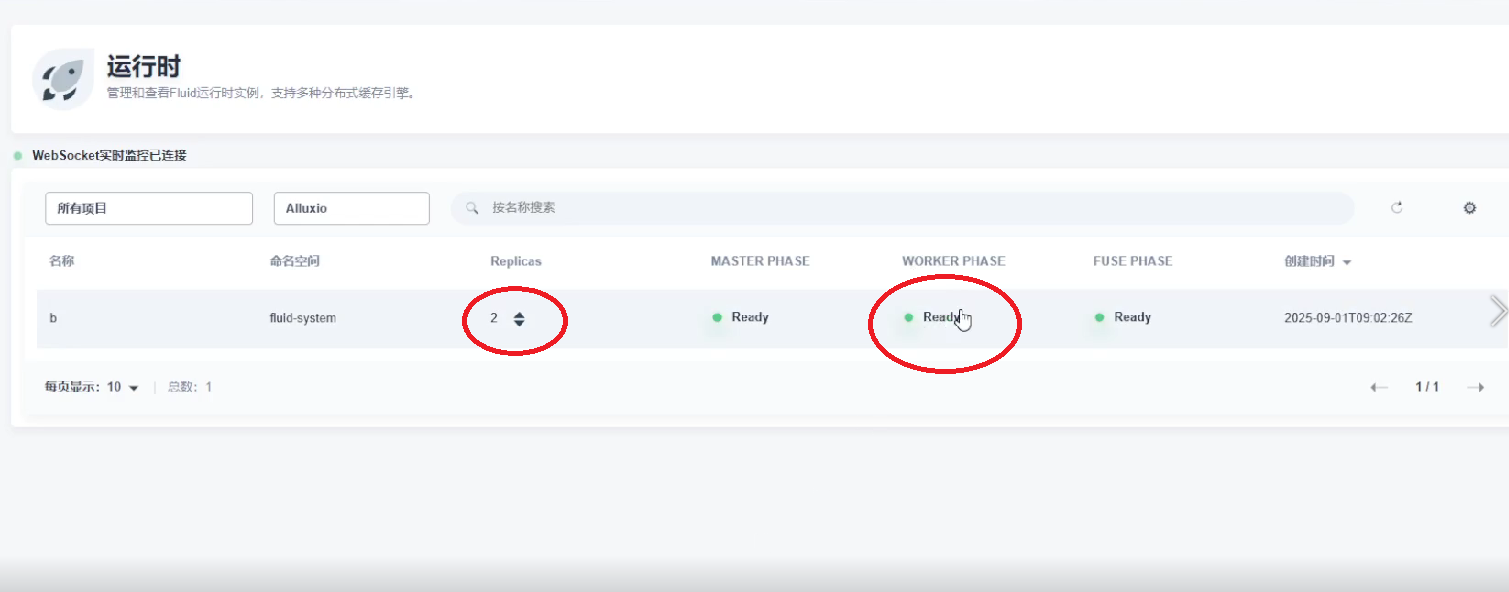 运行时
管理和查看Fluid运行时实例，支持多种分布式缓存引擎。
WebSocket实时监控已连接
所有项目 Alluxio 按名称搜索
名称 命名空间 Replicas MASTER PHASE WORKER PHASE FUSE PHASE 创建时间
b fluid-system 2 Ready Ready Ready 2025-09-01T09:02:26Z
每页显示：10 总数：1 1 / 1